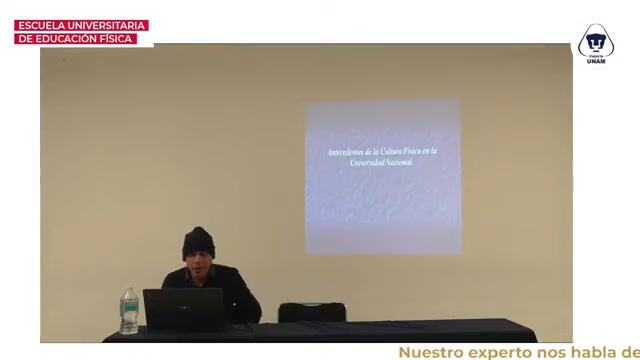 ESCUELA UNIVERSITARIA
DE EDUCACIÓN FÍSICA
UNAM
Antecedentes de la Cultura Física en la
Universidad Nacional.
Nuestro experto nos habla de